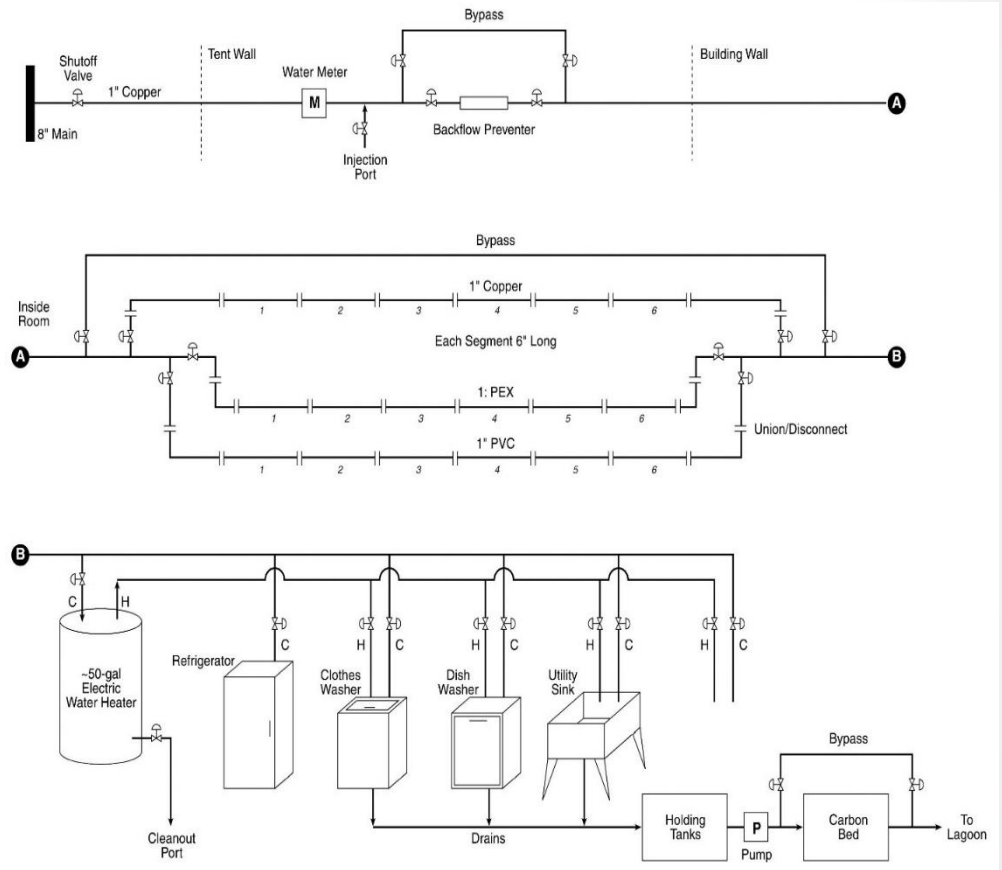 Bypass
Shutoff
Valve
Tent Wall
Building Wall
Water Meter
1" Copper
M
A
8" Main
Backflow Preventer
Injection
Port
Bypass
1" Copper
Inside
Room
1
2
3
4
5
6
Each Segment 6" Long
A
B
1: PEX
1
2
3
4
5
6
Union/Disconnect
1" PVC
1
2
3
4
5
6
B
C
H
~50-gal
Electric
Water Heater
Refrigerator
C
Clothes
Washer
H
C
Dish
Washer
H
C
Utility
Sink
H
C
H
C
Cleanout
Port
Drains
Holding
Tanks
P
Pump
Bypass
Carbon
Bed
To
Lagoon